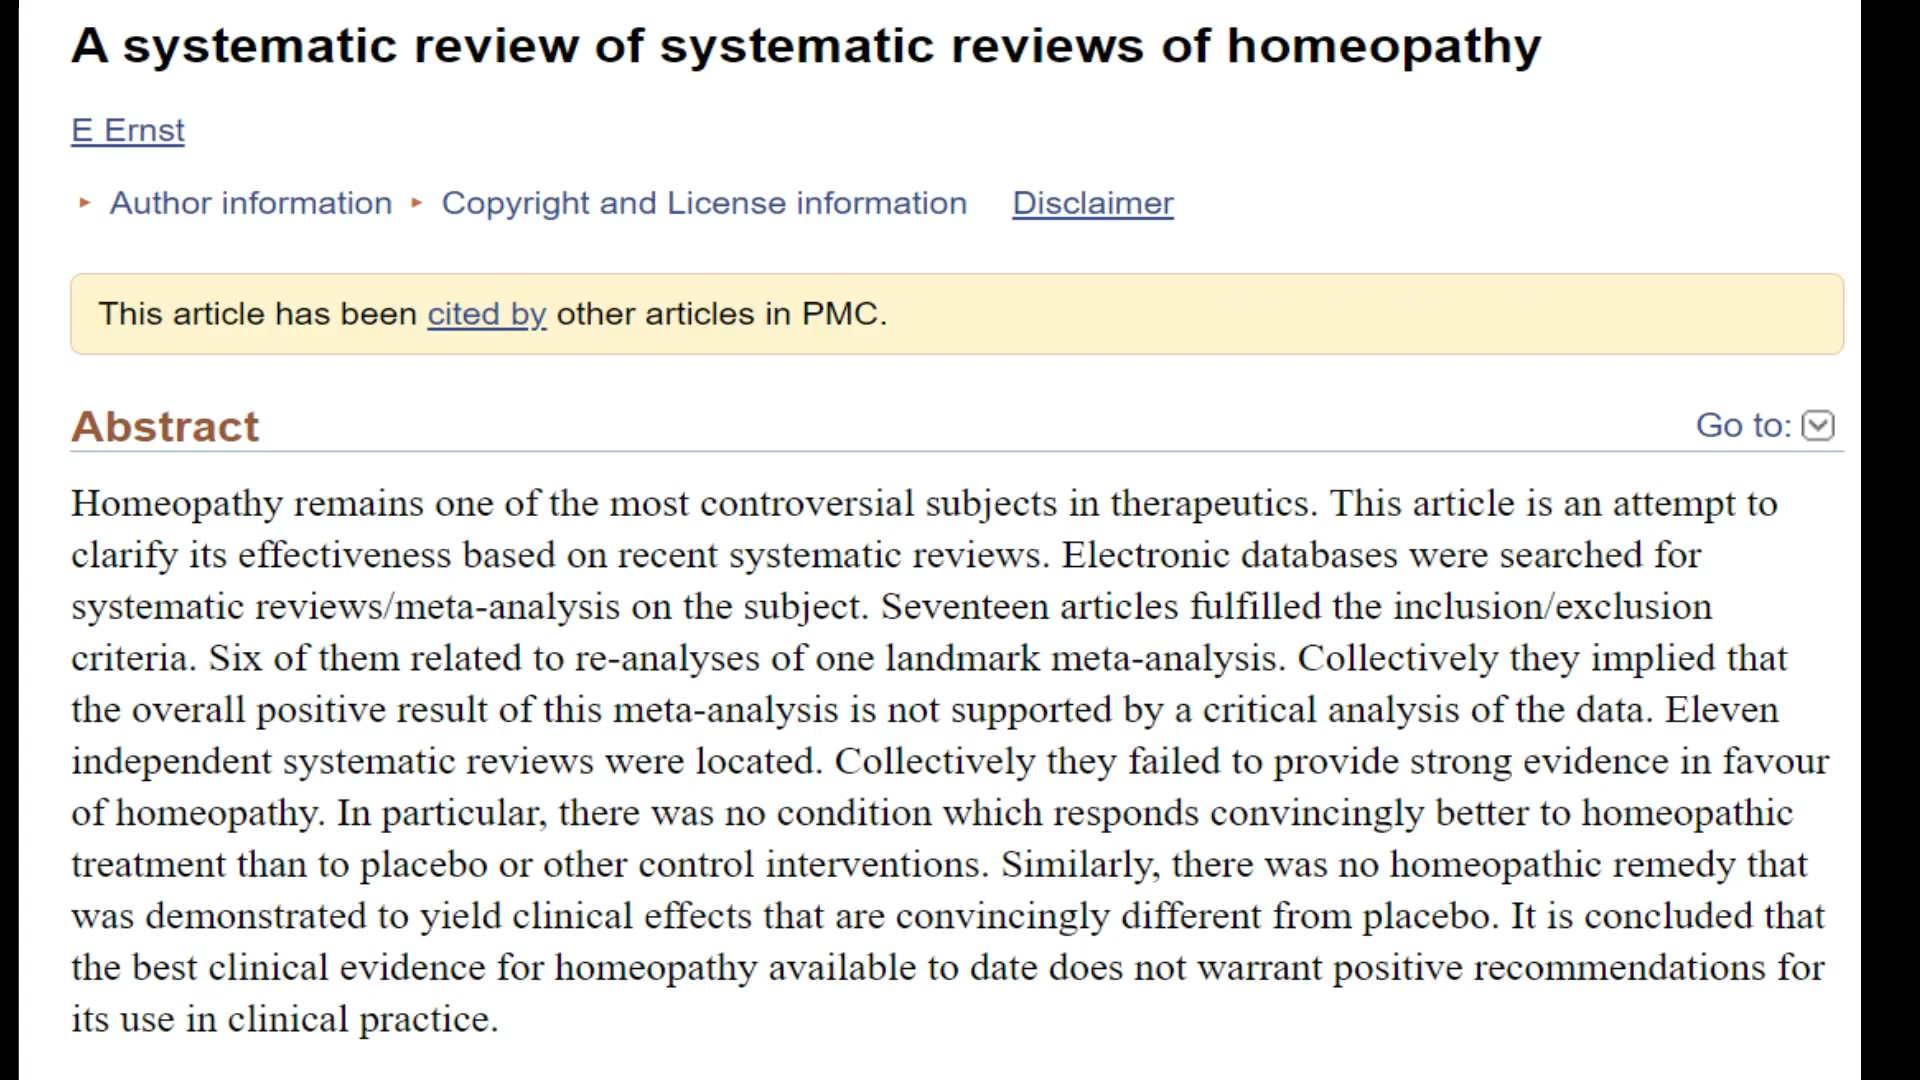 A systematic review of systematic reviews of homeopathy
E Ernst
Author information Copyright and License information Disclaimer
This article has been cited by other articles in PMC.
Abstract
Go to:
Homeopathy remains one of the most controversial subjects in therapeutics. This article is an attempt to
clarify its effectiveness based on recent systematic reviews. Electronic databases were searched for
systematic reviews/meta-analysis on the subject. Seventeen articles fulfilled the inclusion/exclusion
criteria. Six of them related to re-analyses of one landmark meta-analysis. Collectively they implied that
the overall positive result of this meta-analysis is not supported by a critical analysis of the data. Eleven
independent systematic reviews were located. Collectively they failed to provide strong evidence in favour
of homeopathy. In particular, there was no condition which responds convincingly better to homeopathic
treatment than to placebo or other control interventions. Similarly, there was no homeopathic remedy that
was demonstrated to yield clinical effects that are convincingly different from placebo. It is concluded that
the best clinical evidence for homeopathy available to date does not warrant positive recommendations for
its use in clinical practice.